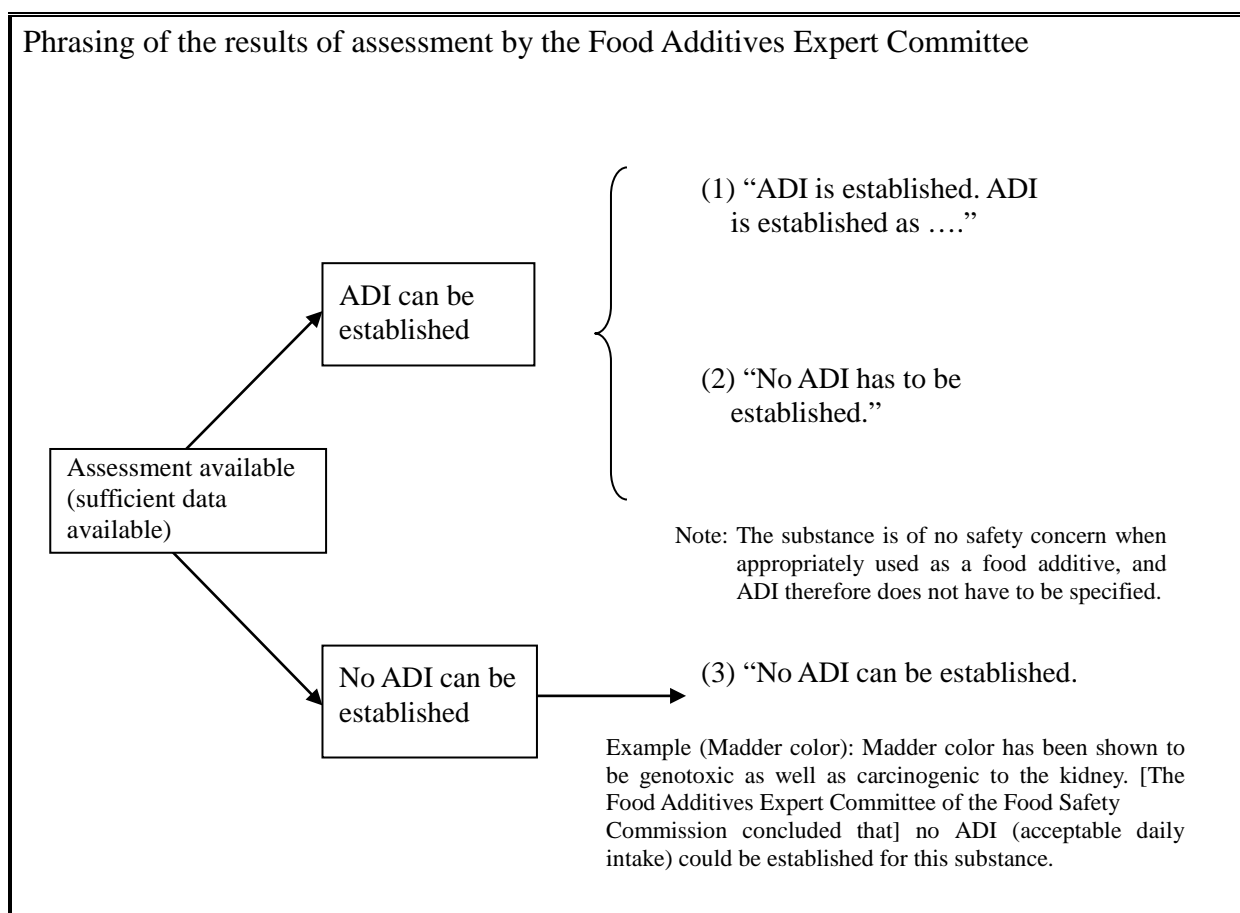 Phrasing of the results of assessment by the Food Additives Expert Committee
(1) “ADI is established. ADI
is established as ….”
ADI can be
established
(2) “No ADI has to be
established.”
Assessment available
(sufficient data
available)
Note: The substance is of no safety concern when
appropriately used as a food additive, and
ADI therefore does not have to be specified.
No ADI can be
established
(3) “No ADI can be established.
Example (Madder color): Madder color has been shown to
be genotoxic as well as carcinogenic to the kidney. [The
Food Additives Expert Committee of the Food Safety
Commission concluded that] no ADI (acceptable daily
intake) could be established for this substance.